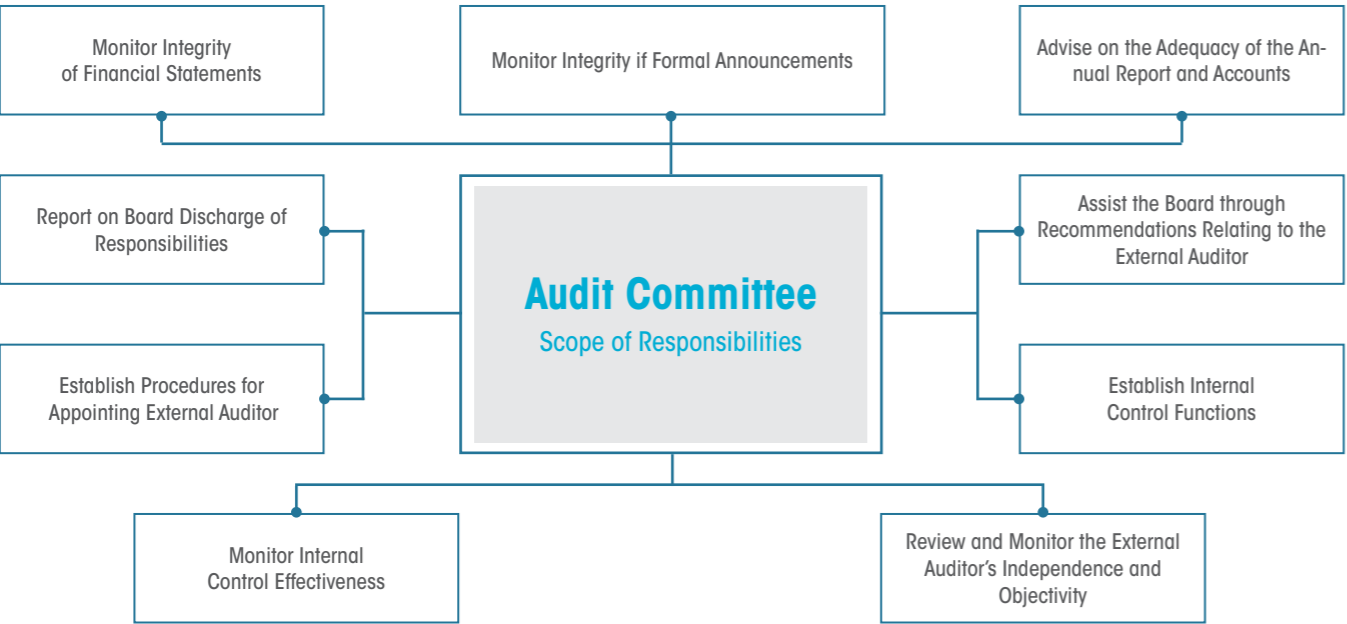 Monitor Integrity
of Financial Statements
Monitor Integrity if Formal Announcements
Advise on the Adequacy of the An-
nual Report and Accounts
Report on Board Discharge of
Responsibilities
Assist the Board through
Recommendations Relating to the
External Auditor
Audit Committee
Scope of Responsibilities
Establish Procedures for
Appointing External Auditor
Establish Internal
Control Functions
Monitor Internal
Control Effectiveness
Review and Monitor the External
Auditor’s Independence and
Objectivity